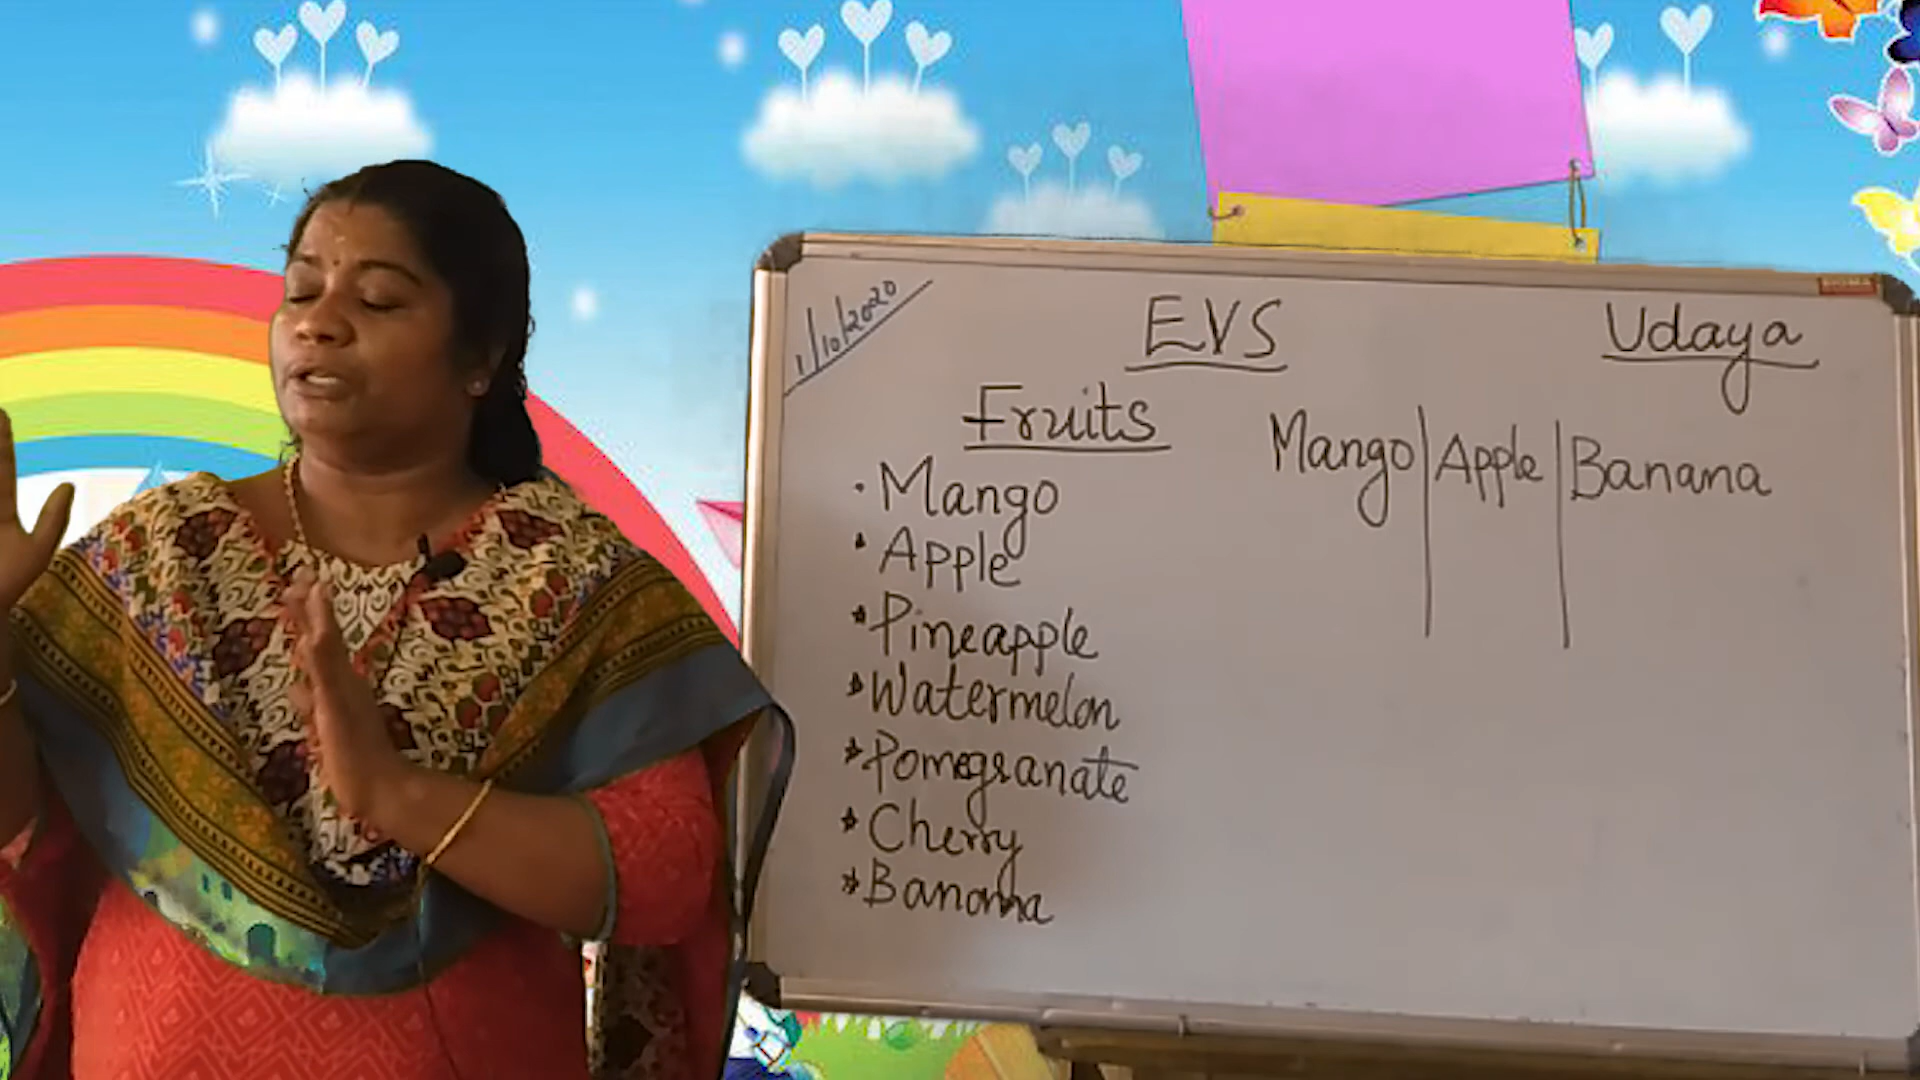 1/10/2020
EVS
Udaya
Fruits
Mango
Apple
Pineapple
Watermelon
Pomegranate
Cherry
Banana
Mango | Apple | Banana